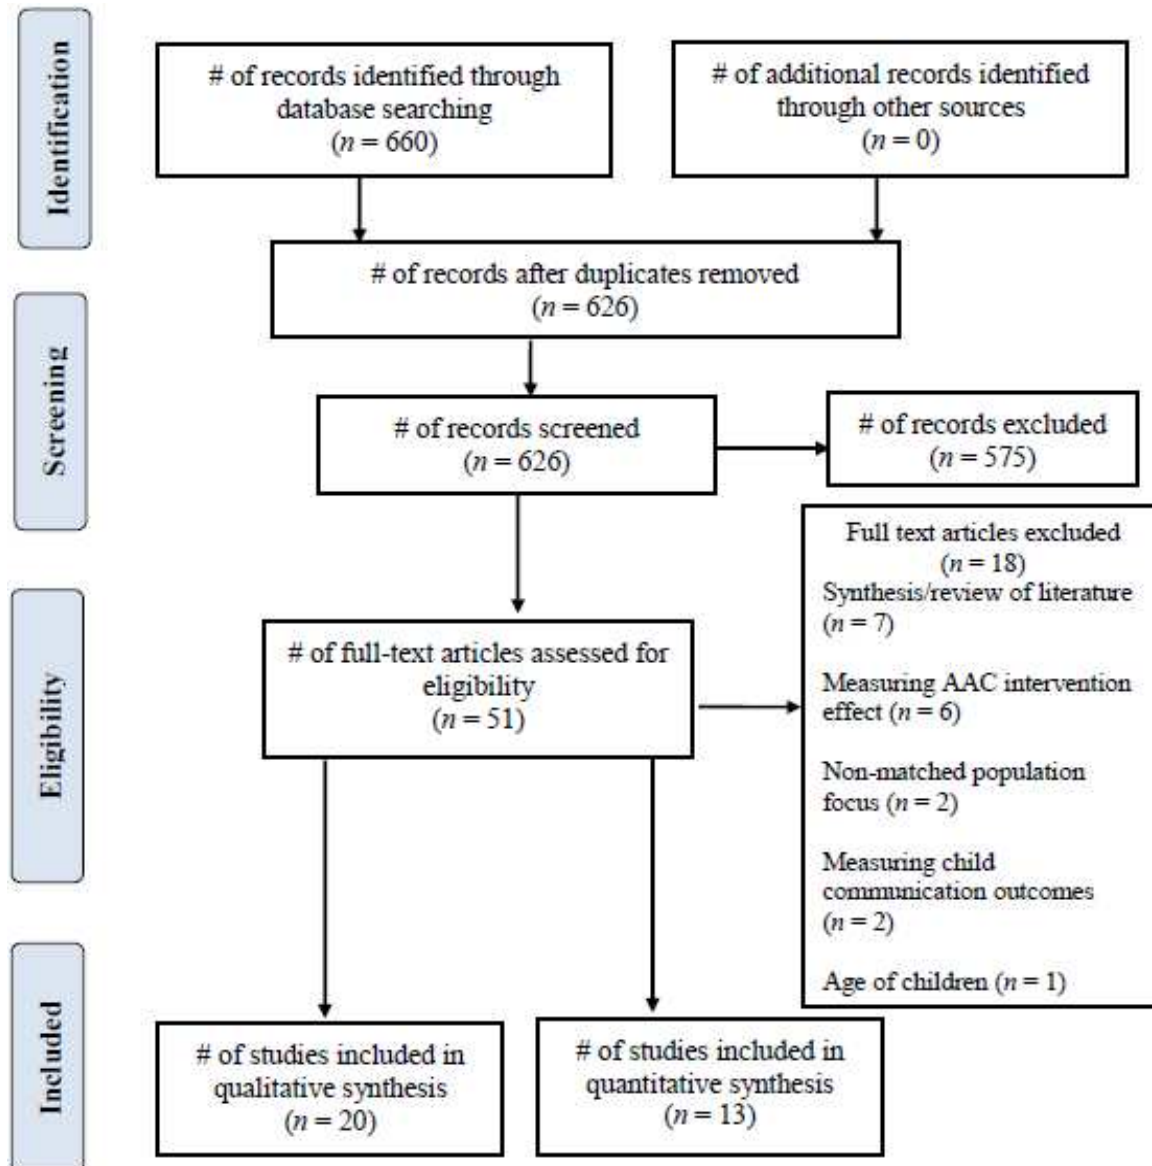 Identification
# of records identified through
database searching
(n = 660)
# of additional records identified
through other sources
(n = 0)
# of records after duplicates removed
(n = 626)
Screening
# of records screened
(n = 626)
# of records excluded
(n = 575)
Eligibility
# of full-text articles assessed for
eligibility
(n = 51)
Full text articles excluded
(n = 18)
Synthesis/review of literature
(n = 7)
Measuring AAC intervention
effect (n = 6)
Non-matched population
focus (n = 2)
Measuring child
communication outcomes
(n = 2)
Age of children (n = 1)
Included
# of studies included in
qualitative synthesis
(n = 20)
# of studies included in
quantitative synthesis
(n = 13)